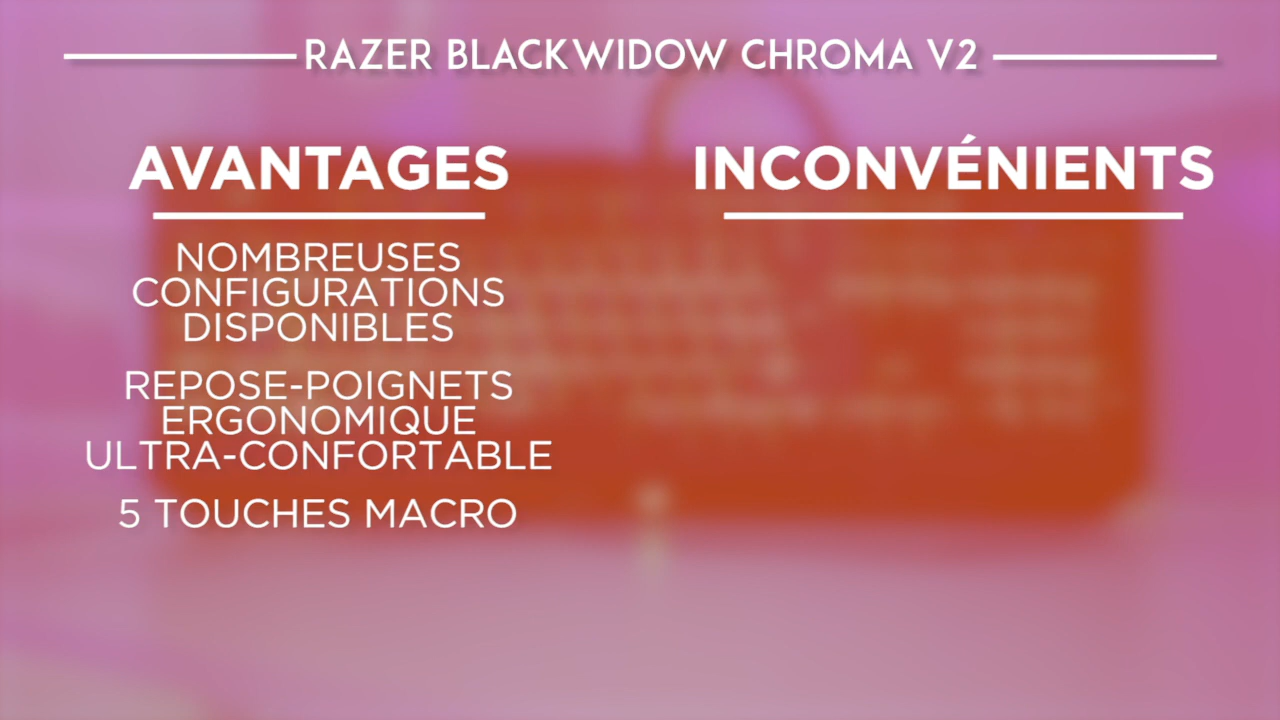 RAZER BLACKWIDOW CHROMA V2
AVANTAGES
NOMBREUSES
CONFIGURATIONS
DISPONIBLES
REPOSE-POIGNETS
ERGONOMIQUE
ULTRA-CONFORTABLE
5 TOUCHES MACRO
INCONVÉNIENTS